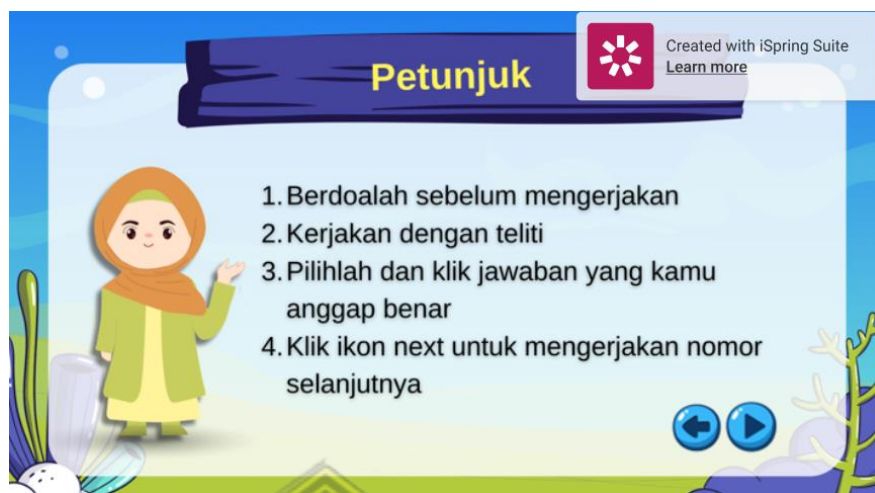 Petunjuk
Created with iSpring Suite
Learn more
1. Berdoalah sebelum mengerjakan
2. Kerjakan dengan teliti
3. Pilihlah dan klik jawaban yang kamu
anggap benar
4. Klik ikon next untuk mengerjakan nomor
selanjutnya